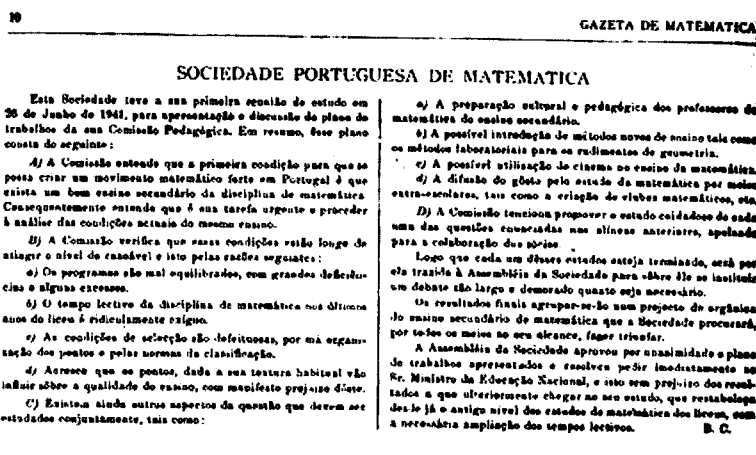 10
GAZETA DE MATEMATICA
SOCIEDADE PORTUGUESA DE MATEMATICA
Esta Sociedade teve a sua primeira reunião de estudo em
26 de Junho de 1941, para apresentação e discussão do plano de
trabalhos da sua Comissão Pedagógica. Em resumo, êsse plano
consta do seguinte:
A) A Comissão entende que a primeira condição para que se
possa criar um movimento matemático forte em Portugal é que
exista um bom ensino secundário da disciplina de matemática.
Consequentemente entende que é sua tarefa urgente o proceder
à análise das condições actuais do mesmo ensino.
B) A Comissão verifica que essas condições estão longe de
atingir o nível do razoável e isto pelas razões seguintes:
a) Os programas são mal equilibrados, com grandes deficiên-
cias e alguns excessos.
b) O tempo lectivo da disciplina de matemática nos últimos
anos do liceu é ridiculamente exíguo.
c) As condições de selecção são defeituosas, por má organi-
zação dos pontos e pelas normas da classificação.
d) Acresce que os pontos, dada a sua textura habitual vão
influir sôbre a qualidade do ensino, com manifesto prejuízo dêste.
C) Existem ainda outros aspectos da questão que devem ser
estudados conjuntamente, tais como:
a) A preparação cultural e pedagógica dos professores de
matemática do ensino secundário.
b) A possível introdução de métodos novos de ensino tais como
os métodos laboratoriais para os rudimentos de geometria.
c) A possível utilização do cinema no ensino da matemática.
d) A difusão do gôsto pelo estudo da matemática por meios
extra-escolares, tais como a criação de clubes matemáticos, etc.
D) A Comissão tenciona promover o estudo cuidadoso de cada
uma das questões enunciadas nas alíneas anteriores, apelando
para a colaboração dos sócios.
Logo que cada um dêsses estudos esteja terminado, será por
ela trazido à Assembléia da Sociedade para sôbre êle se instituir
um debate tão largo e demorado quanto seja necessário.
Os resultados finais agrupar-se-ão num projecto de orgânica
do ensino secundário de matemática que a Sociedade procurará,
por todos os meios ao seu alcance, fazer triunfar.
A Assembléia da Sociedade aprovou por unanimidade o plano
de trabalhos apresentados e resolveu pedir imediatamente ao
Sr. Ministro da Educação Nacional, e isto sem prejuízo dos resul-
tados a que ulteriormente chegar no seu estudo, que restabeleça
desde já o antigo nível dos estudos de matemática dos liceus, com
a necessária ampliação dos tempos lectivos.
B. C.